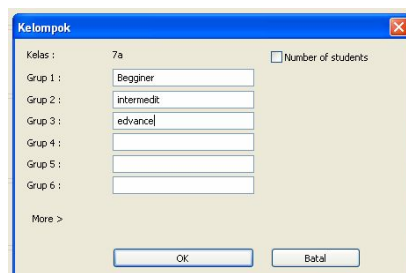 Kelompok
Kelas : 7a Number of students
Grup 1 : Begginer
Grup 2 : intermedit
Grup 3 : edvance
Grup 4 :
Grup 5 :
Grup 6 :
More >
OK Batal